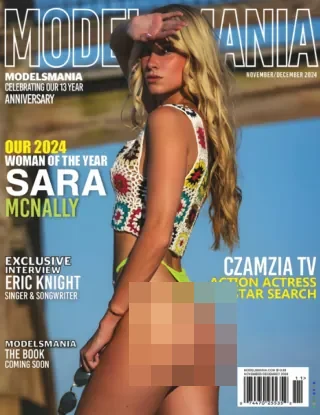 MODELSMANIA
NOVEMBER/DECEMBER 2024
MODELSMANIA
CELEBRATING OUR 13 YEAR
ANNIVERSARY
OUR 2024
WOMAN OF THE YEAR
SARA
MCNALLY
EXCLUSIVE
INTERVIEW
ERIC KNIGHT
SINGER & SONGWRITER
CZAMZIA TV
ACTION ACTRESS
STAR SEARCH
MODELSMANIA
THE BOOK
COMING SOON